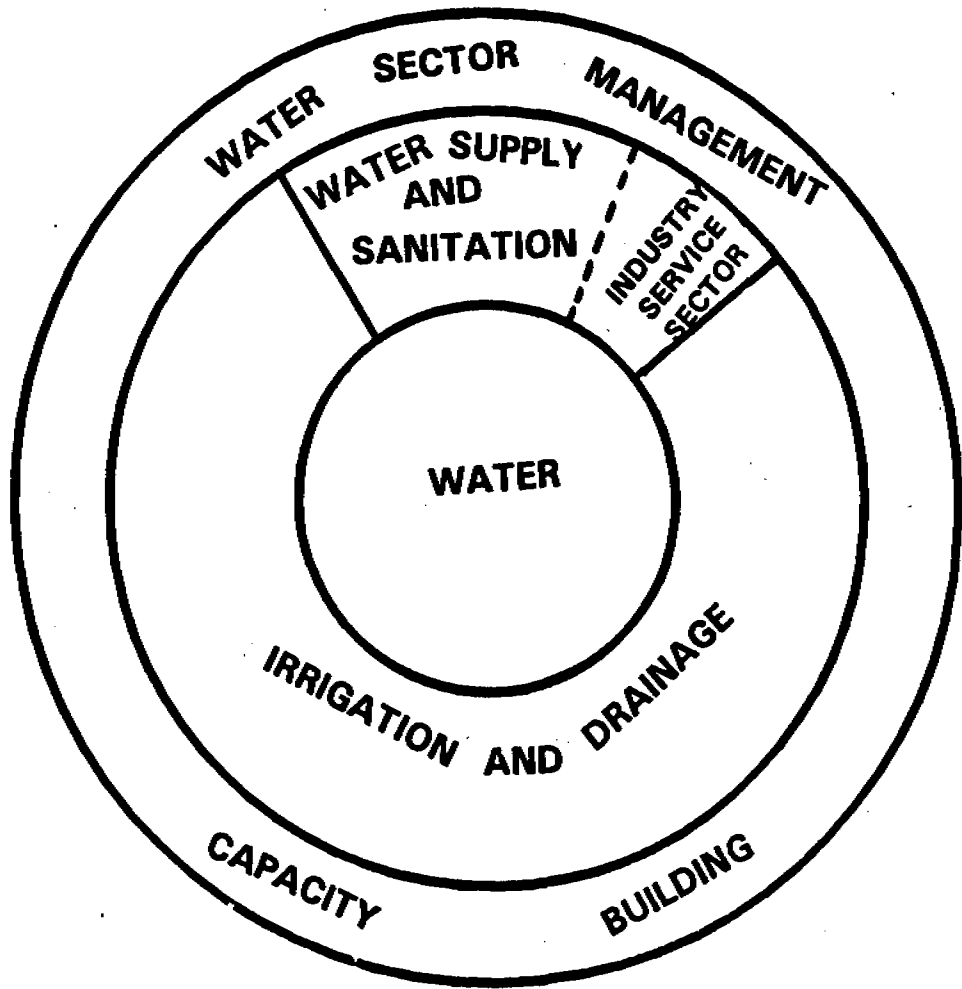 WATER SECTOR MANAGEMENT
WATER SUPPLY
AND
SANITATION
INDUSTRY
SERVICE
SECTOR
WATER
IRRIGATION AND DRAINAGE
CAPACITY BUILDING